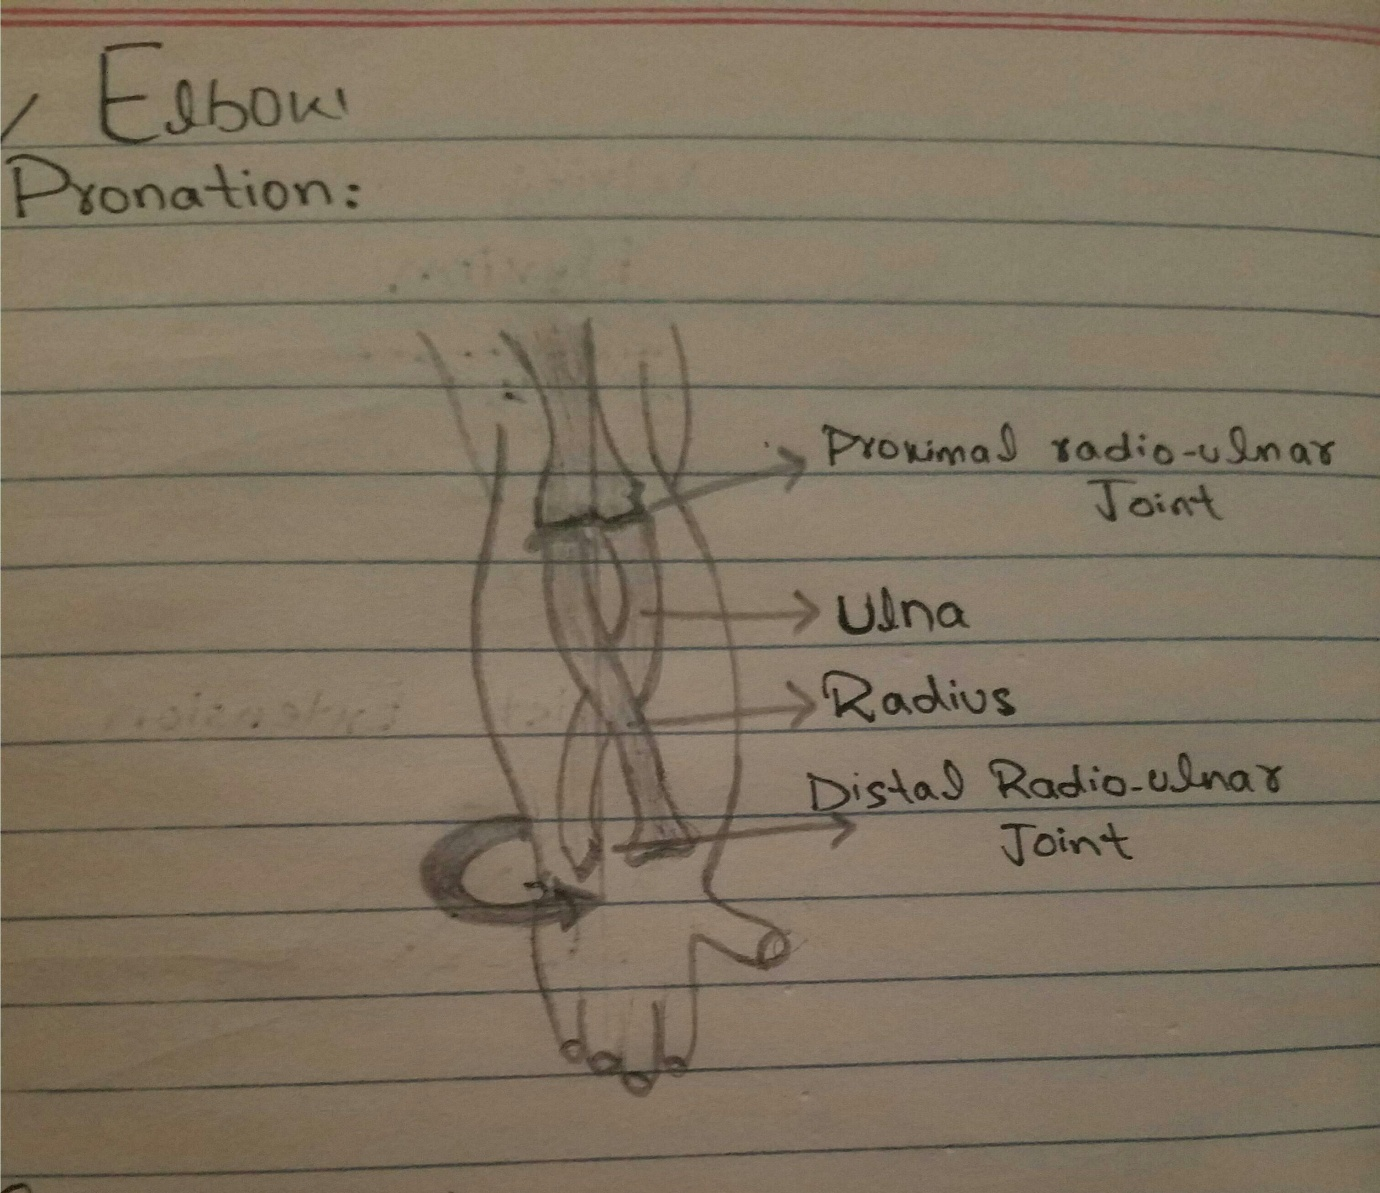 Elbow
Pronation:
Proximal radio-ulnar
Joint
Ulna
Radius
Distal Radio-ulnar
Joint